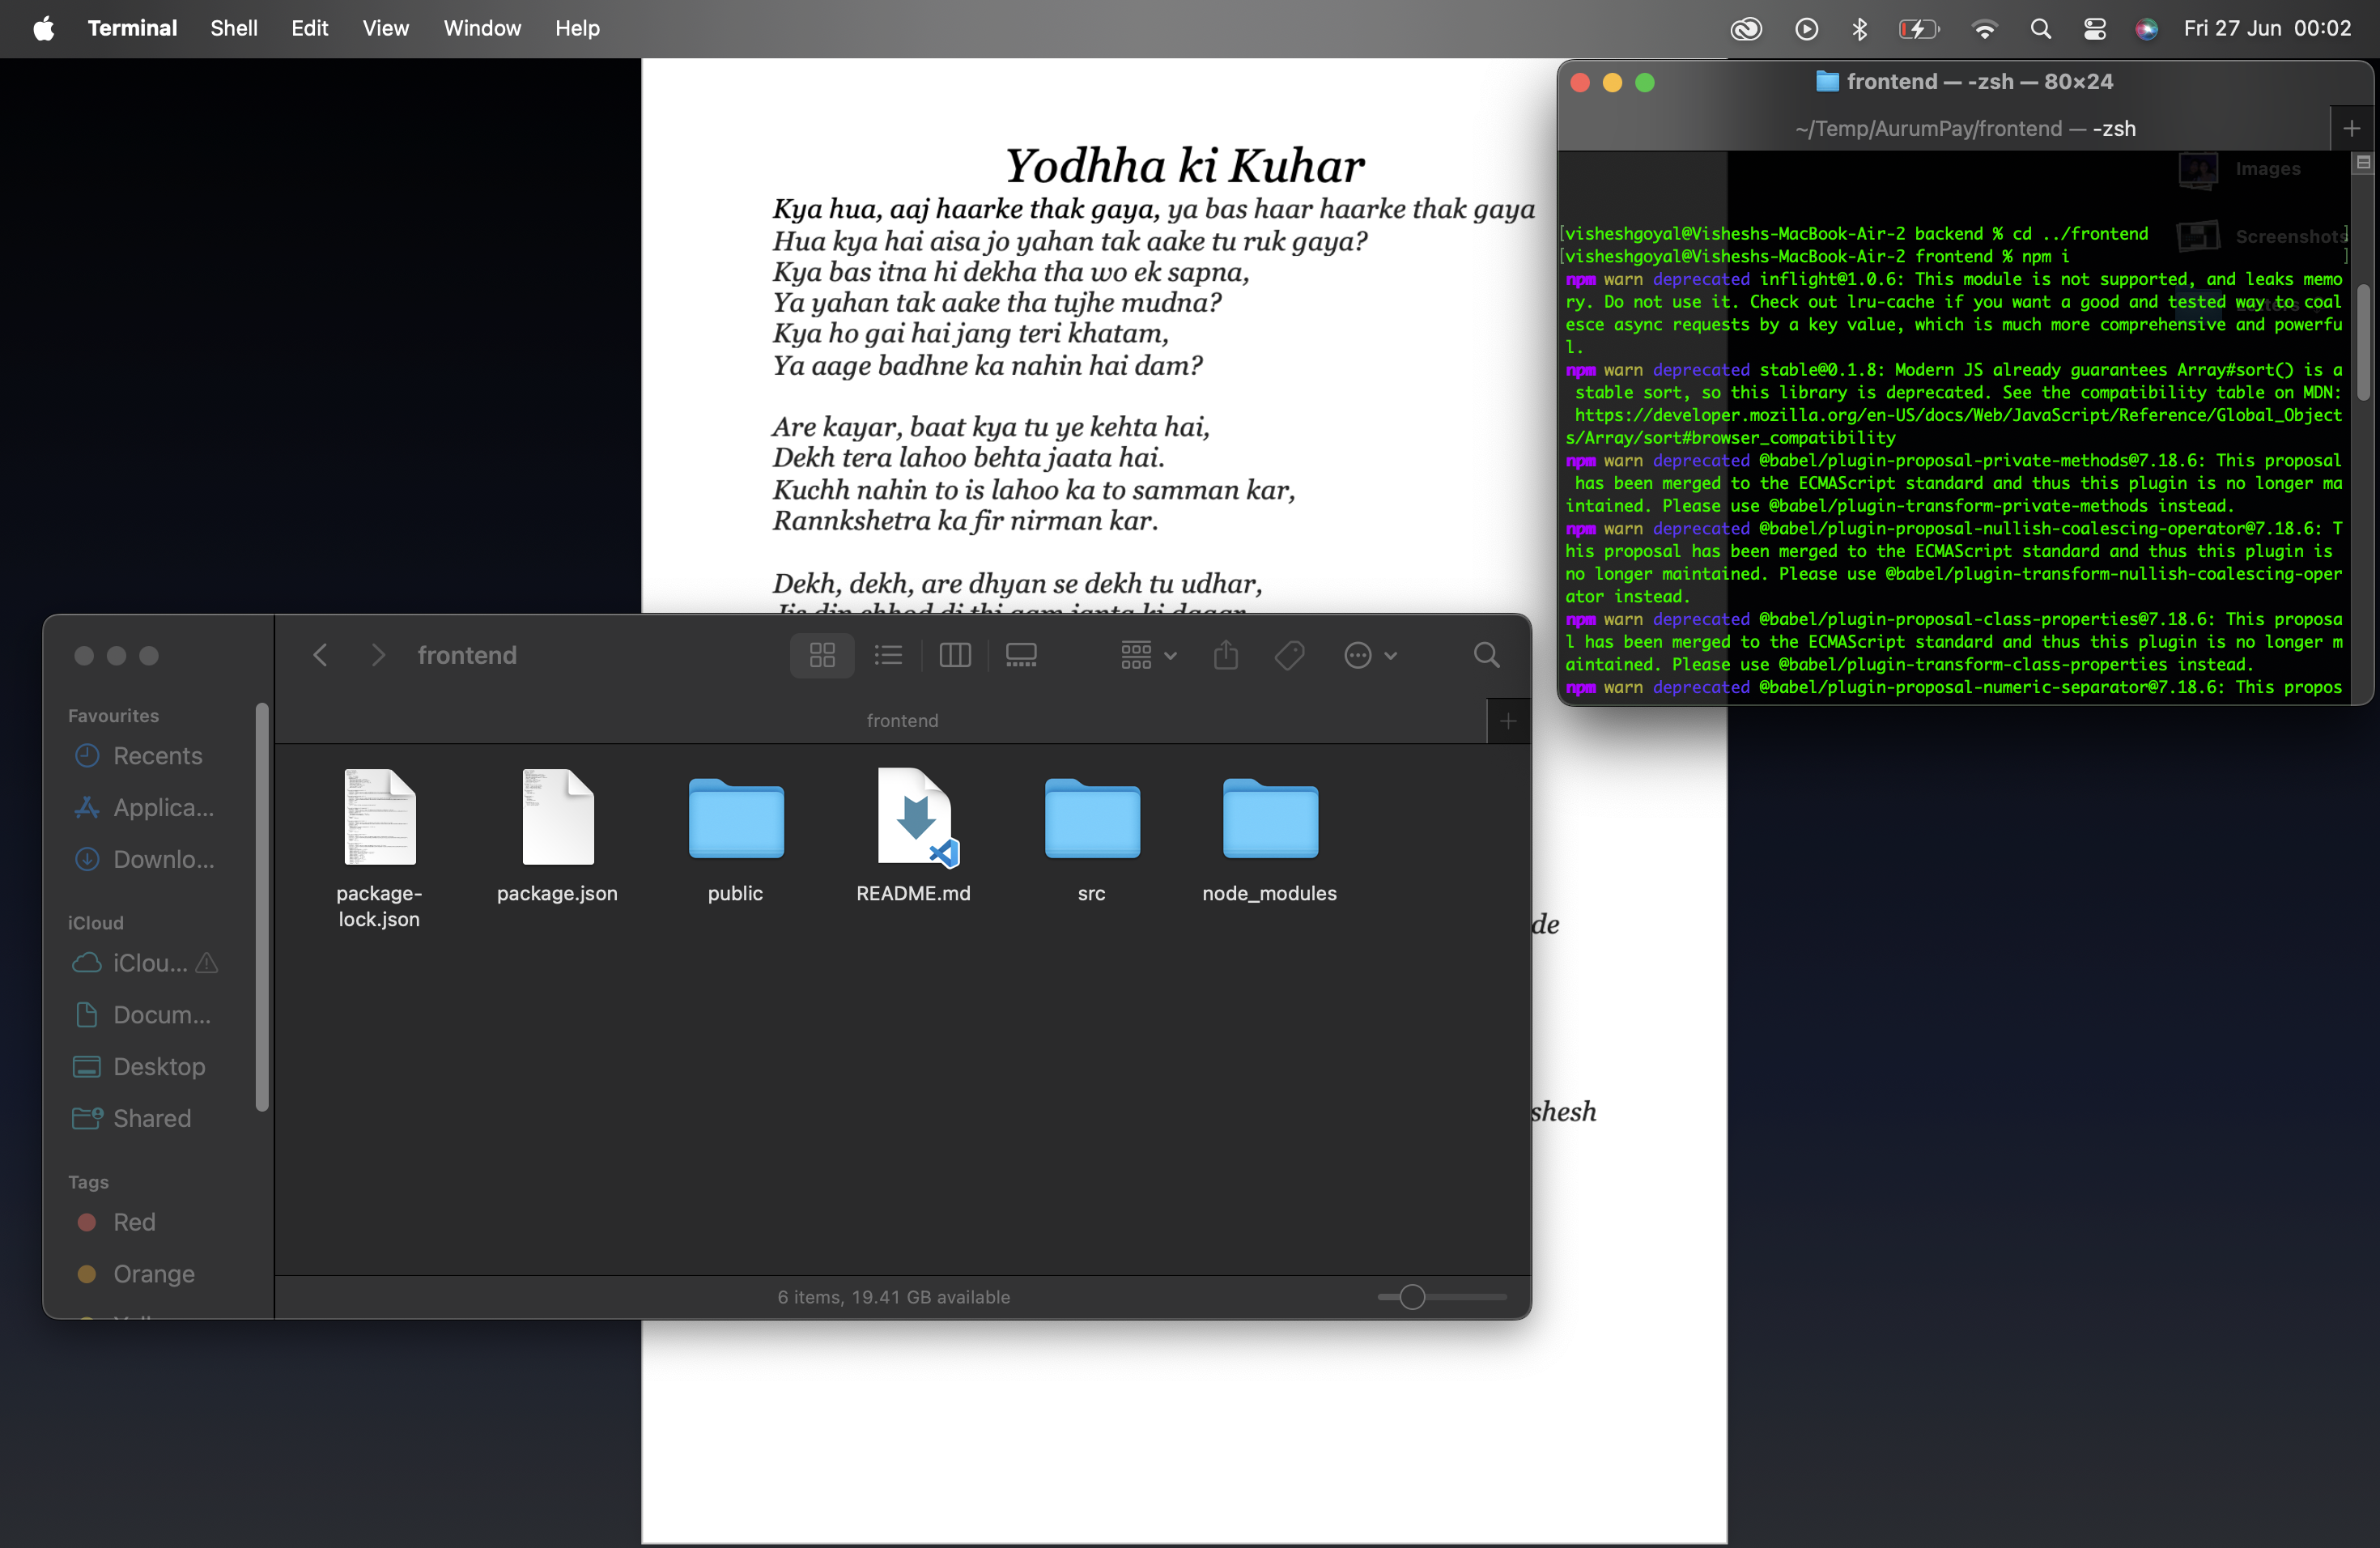 Terminal Shell Edit View Window Help
Fri 27 Jun 00:02
Yodhha ki Kuhar
Kya hua, aaj haarke thak gaya, ya bas haar haarke thak gaya
Hua kya hai aisa jo yahan tak aake tu ruk gaya?
Kya bas itna hi dekha tha wo ek sapna,
Ya yahan tak aake tha tujhe mudna?
Kya ho gai hai jang teri khatam,
Ya aage badhne ka nahin hai dam?
Are kayar, baat kya tu ye kehta hai,
Dekh tera lahoo behta jaata hai.
Kuchh nahin to is lahoo ka to samman kar,
Rannkshetra ka fir nirman kar.
Dekh, dekh, are dhyan se dekh tu udhar,
de
shesh
frontend — -zsh — 80×24
~/Temp/AurumPay/frontend — -zsh
Images
Screenshots
[visheshgoyal@Visheshs-MacBook-Air-2 backend % cd ../frontend ]
[visheshgoyal@Visheshs-MacBook-Air-2 frontend % npm i ]
npm warn deprecated inflight@1.0.6: This module is not supported, and leaks memo
ry. Do not use it. Check out lru-cache if you want a good and tested way to coal
esce async requests by a key value, which is much more comprehensive and powerfu
l.
npm warn deprecated stable@0.1.8: Modern JS already guarantees Array#sort() is a
stable sort, so this library is deprecated. See the compatibility table on MDN:
https://developer.mozilla.org/en-US/docs/Web/JavaScript/Reference/Global_Object
s/Array/sort#browser_compatibility
npm warn deprecated @babel/plugin-proposal-private-methods@7.18.6: This proposal
has been merged to the ECMAScript standard and thus this plugin is no longer ma
intained. Please use @babel/plugin-transform-private-methods instead.
npm warn deprecated @babel/plugin-proposal-nullish-coalescing-operator@7.18.6: T
his proposal has been merged to the ECMAScript standard and thus this plugin is
no longer maintained. Please use @babel/plugin-transform-nullish-coalescing-oper
ator instead.
npm warn deprecated @babel/plugin-proposal-class-properties@7.18.6: This proposa
l has been merged to the ECMAScript standard and thus this plugin is no longer m
aintained. Please use @babel/plugin-transform-class-properties instead.
npm warn deprecated @babel/plugin-proposal-numeric-separator@7.18.6: This propos
frontend
frontend
Favourites
Recents
Applica...
Downlo...
iCloud
iClou...
Docum...
Desktop
Shared
Tags
Red
Orange
package-
lock.json
package.json
public
README.md
src
node_modules
6 items, 19.41 GB available